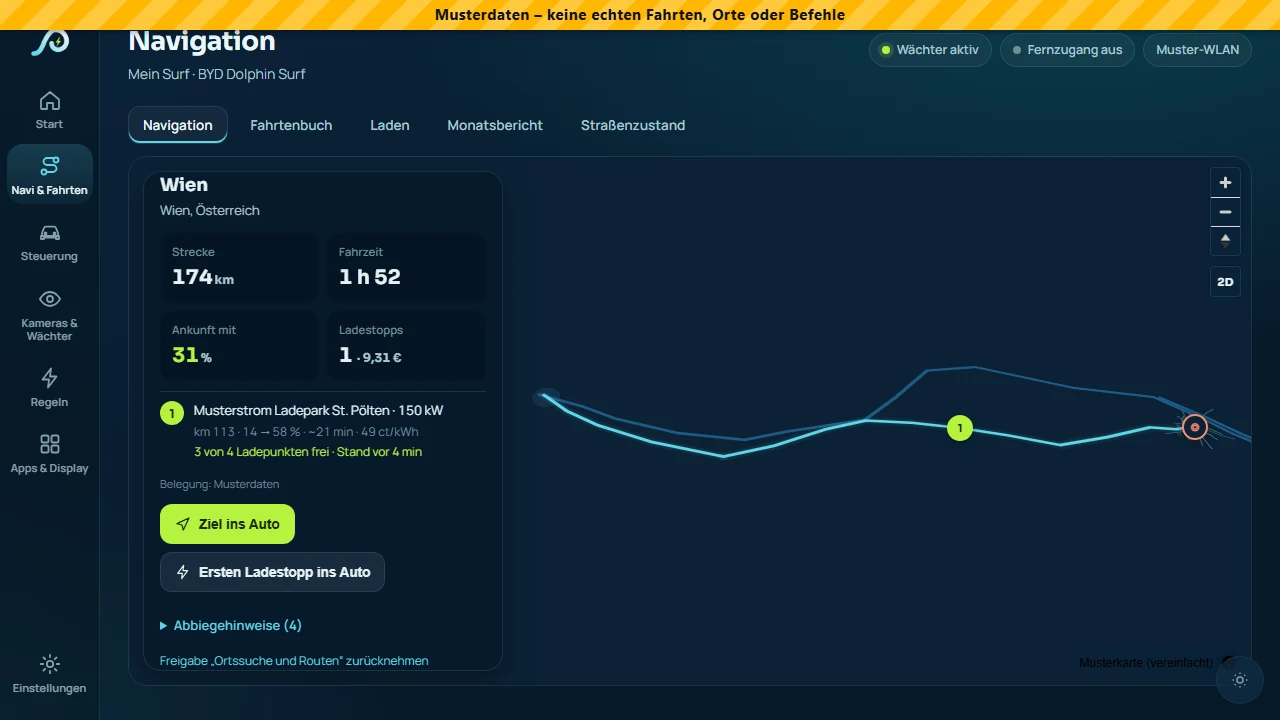 Musterdaten – keine echten Fahrten, Orte oder Befehle
Navigation
Mein Surf · BYD Dolphin Surf
Wächter aktiv
Fernzugang aus
Muster-WLAN
Start
Navi & Fahrten
Steuerung
Kameras &
Wächter
Regeln
Apps & Display
Einstellungen
Navigation
Fahrtenbuch
Laden
Monatsbericht
Straßenzustand
Wien
Wien, Österreich
Strecke
174 km
Fahrzeit
1 h 52
Ankunft mit
31 %
Ladestopps
1 · 9,31 €
1
Musterstrom Ladepark St. Pölten · 150 kW
km 113 · 14 → 58 % · ~21 min · 49 ct/kWh
3 von 4 Ladepunkten frei · Stand vor 4 min
Belegung: Musterdaten
Ziel ins Auto
Ersten Ladestopp ins Auto
Abbiegehinweise (4)
Freigabe „Ortssuche und Routen“ zurücknehmen
2D
1
Musterkarte (vereinfacht)